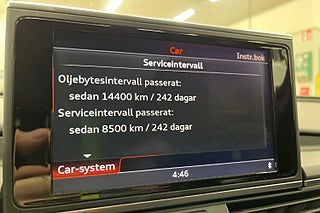 Car
Instr.bok
Serviceintervall
Oljebytesintervall passerat:
sedan 14400 km / 242 dagar
Serviceintervall passerat:
sedan 8500 km / 242 dagar
Car-system
4:46